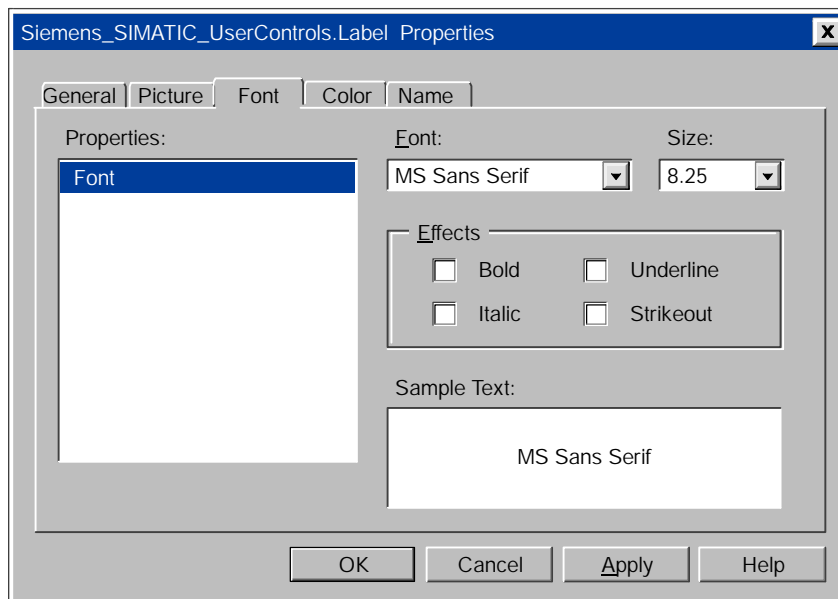 Siemens_SIMATIC_UserControls.Label Properties
General Picture Font Color Name
Properties: Font: Size:
Font MS Sans Serif 8.25
Effects
Bold Underline
Italic Strikeout
Sample Text:
MS Sans Serif
OK Cancel Apply Help